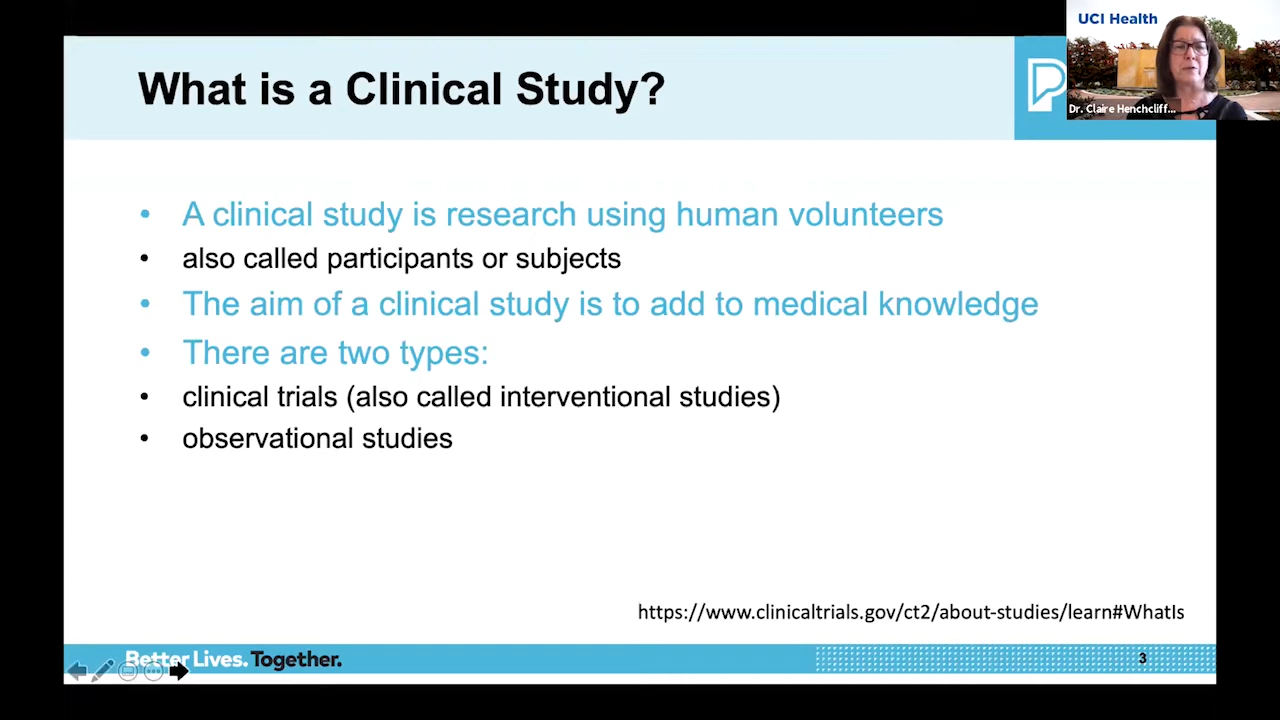 UCI Health
Dr. Claire Henchcliff...
What is a Clinical Study?
P
• A clinical study is research using human volunteers
• also called participants or subjects
• The aim of a clinical study is to add to medical knowledge
• There are two types:
• clinical trials (also called interventional studies)
• observational studies
https://www.clinicaltrials.gov/ct2/about-studies/learn#WhatIs
Better Lives. Together.
3